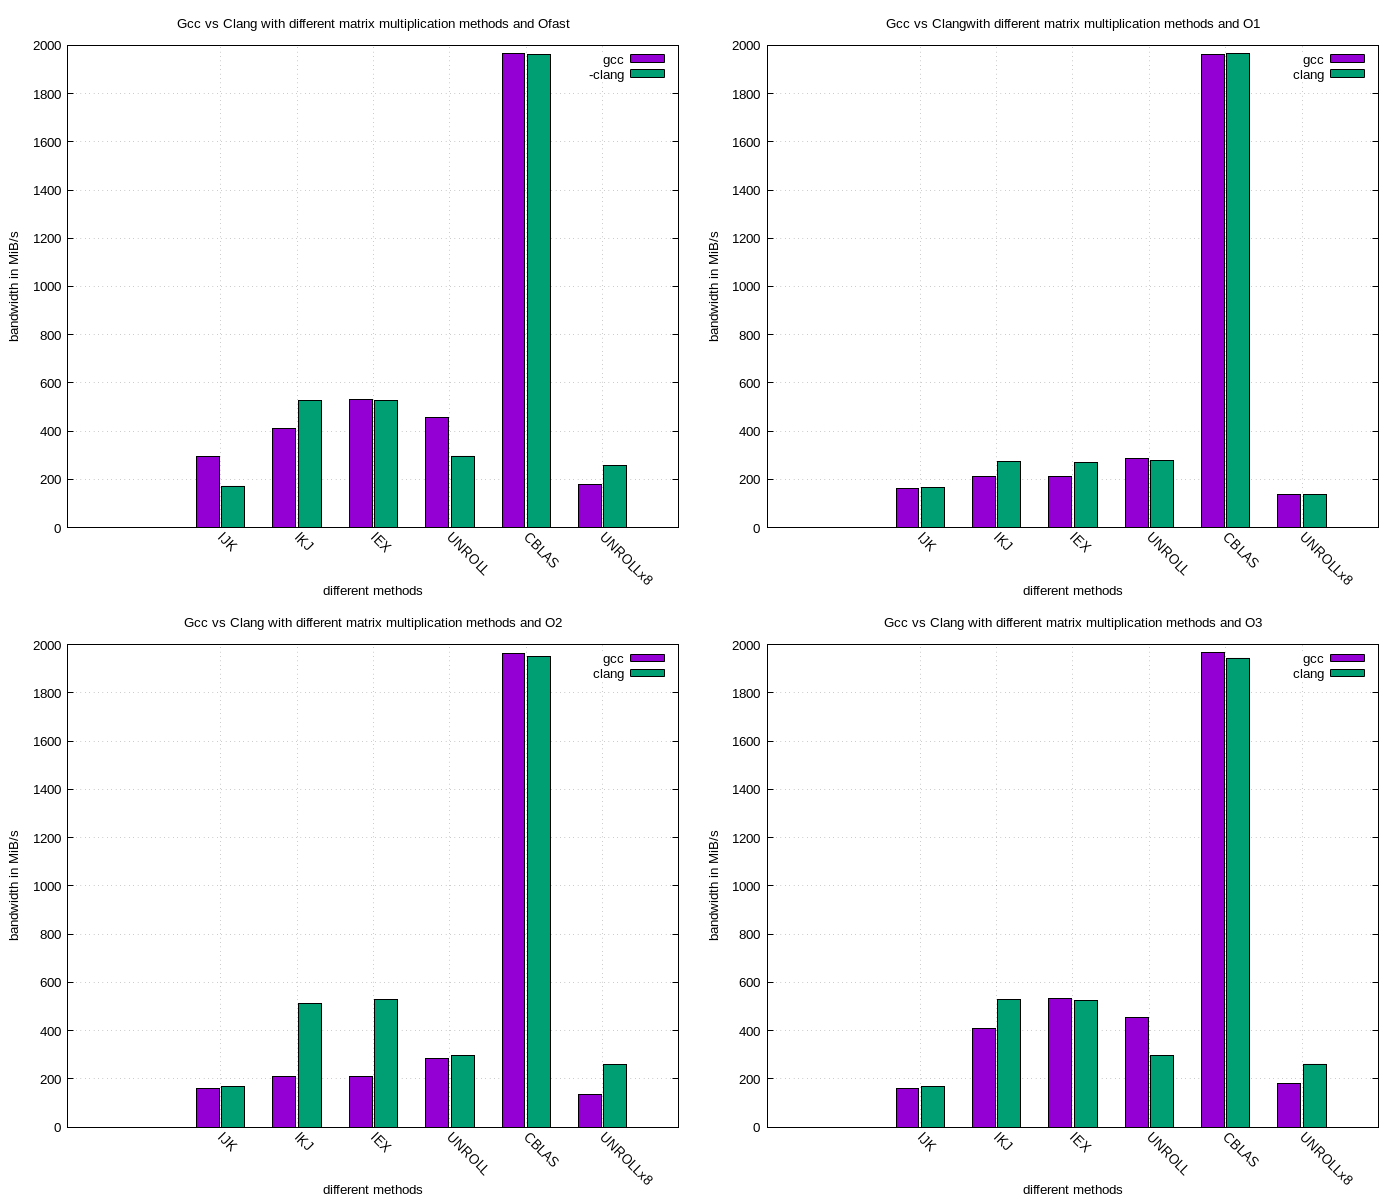 Gcc vs Clang with different matrix multiplication methods and Ofast
2000
1800
1600
1400
1200
1000
800
600
400
200
0
bandwidth in MiB/s
gcc
-clang
IJK
IKJ
IEX
UNROLL
CBLAS
UNROLLx8
different methods
Gcc vs Clangwith different matrix multiplication methods and O1
2000
1800
1600
1400
1200
1000
800
600
400
200
0
bandwidth in MiB/s
gcc
clang
IJK
IKJ
IEX
UNROLL
CBLAS
UNROLLx8
different methods
Gcc vs Clang with different matrix multiplication methods and O2
2000
1800
1600
1400
1200
1000
800
600
400
200
0
bandwidth in MiB/s
gcc
clang
IJK
IKJ
IEX
UNROLL
CBLAS
UNROLLx8
different methods
Gcc vs Clang with different matrix multiplication methods and O3
2000
1800
1600
1400
1200
1000
800
600
400
200
0
bandwidth in MiB/s
gcc
clang
IJK
IKJ
IEX
UNROLL
CBLAS
UNROLLx8
different methods